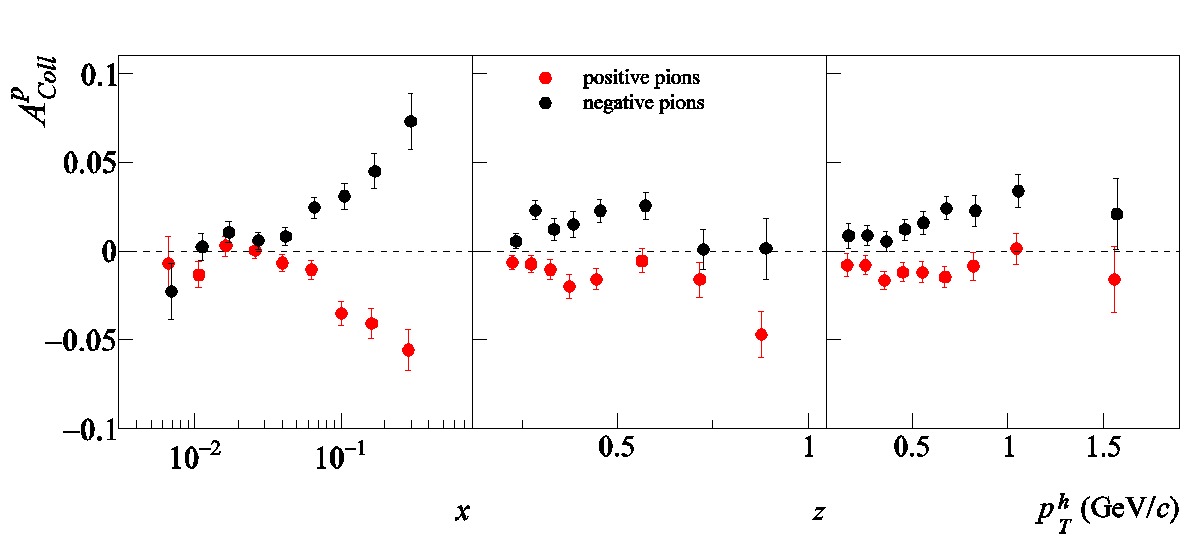 A^p_Coll
0.1
0.05
0
−0.05
−0.1
positive pions
negative pions
10^−2 10^−1
x
0.5 1
z
0.5 1 1.5
p_T^h (GeV/c)